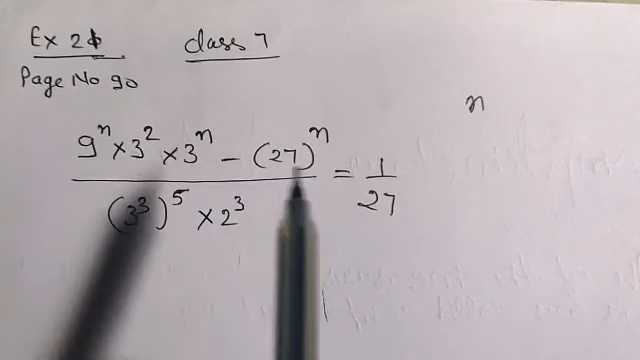 Ex 2φ class 7
Page No 90
n
9ⁿ × 3² × 3ⁿ − (27)ⁿ / (3³)⁵ × 2³ = 1/27